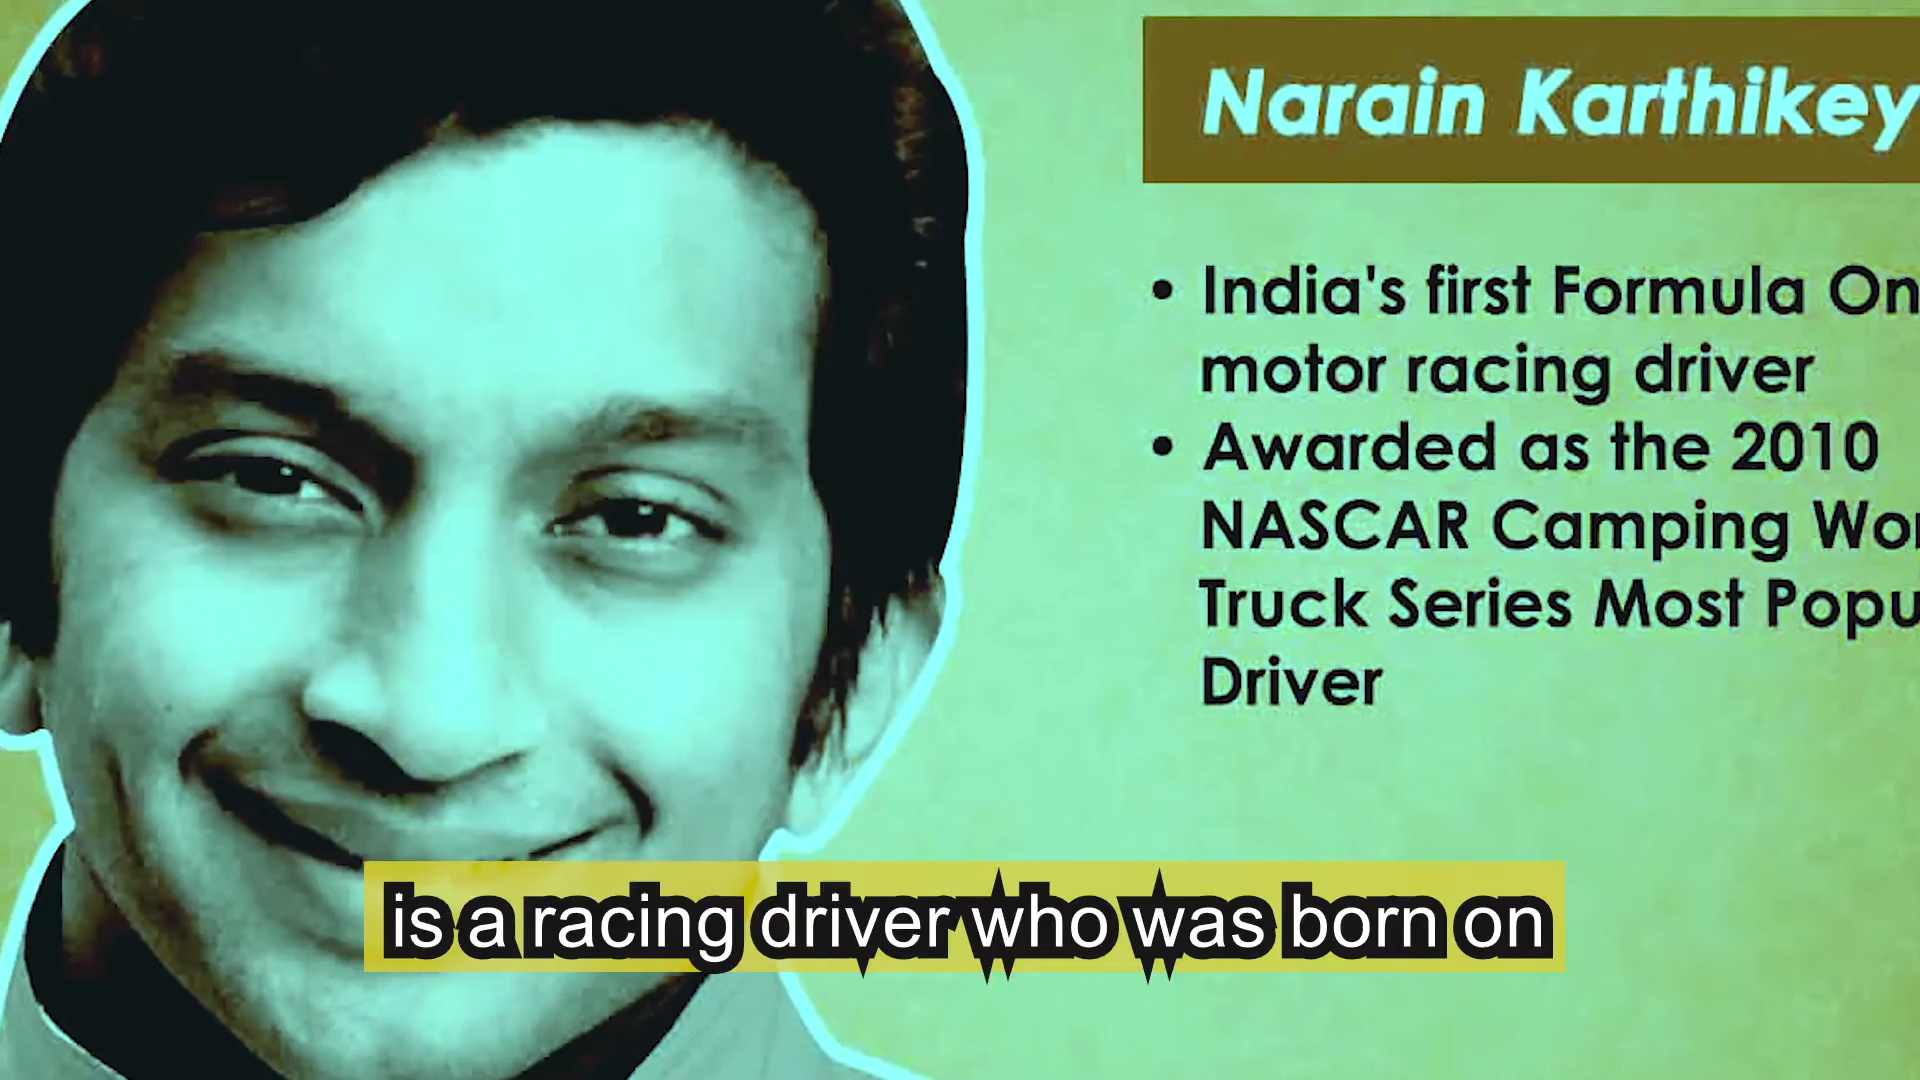 Narain Karthikey
• India's first Formula On
motor racing driver
• Awarded as the 2010
NASCAR Camping Wor
Truck Series Most Popu
Driver
is a racing driver who was born on